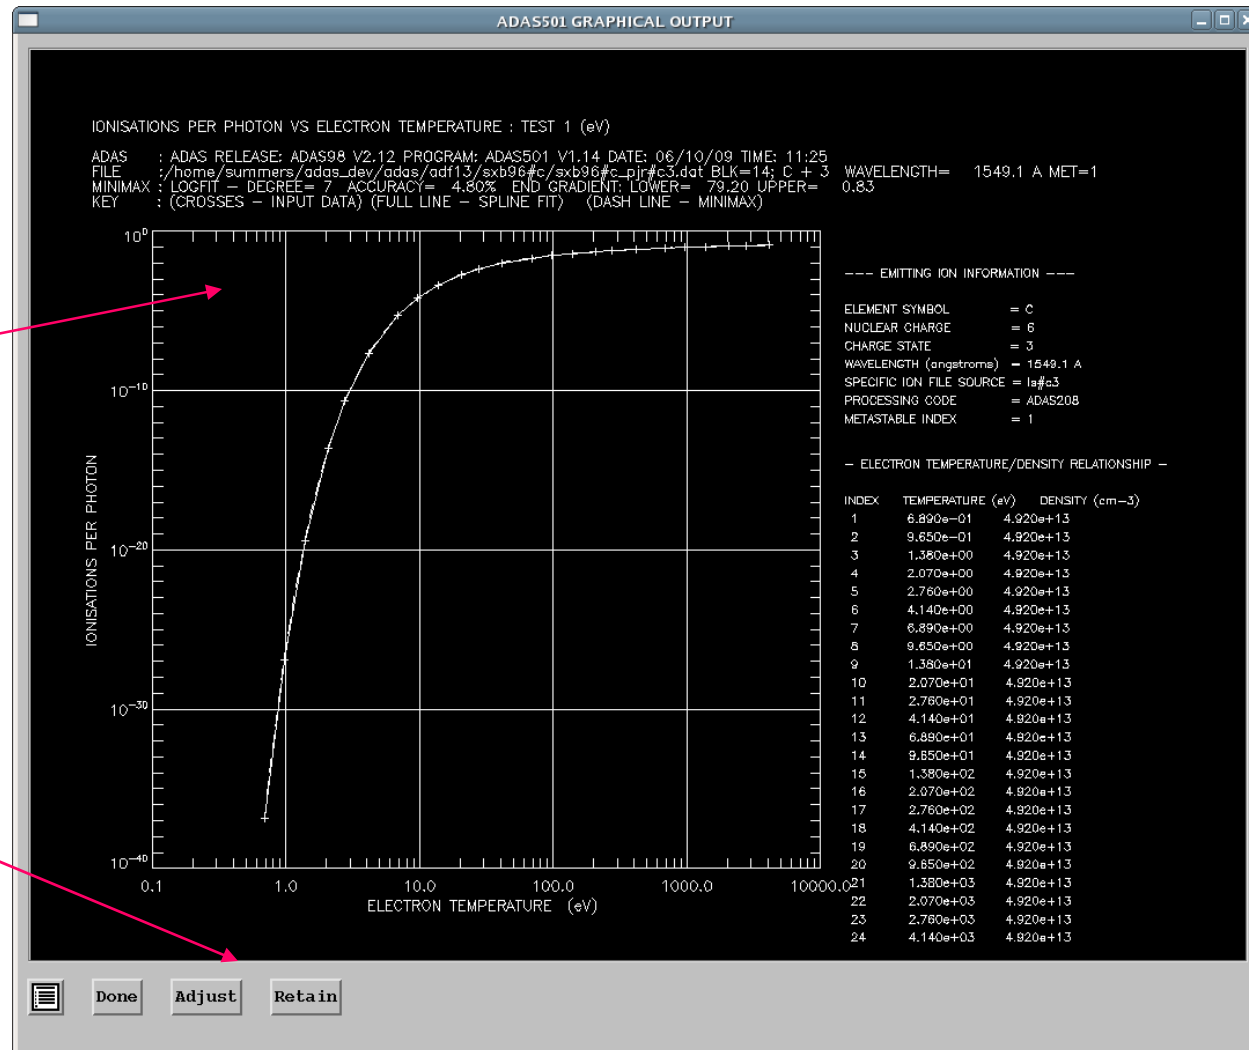 ADAS501 GRAPHICAL OUTPUT
IONISATIONS PER PHOTON VS ELECTRON TEMPERATURE : TEST 1 (eV)
ADAS : ADAS RELEASE: ADAS98 V2.12 PROGRAM: ADAS501 V1.14 DATE: 06/10/09 TIME: 11:25
FILE :/home/summers/adas_dev/adas/adf13/sxb96#c/sxb96#c_pjr#c3.dat BLK=14; C + 3 WAVELENGTH= 1549.1 A MET=1
MINIMAX : LOGFIT - DEGREE= 7 ACCURACY= 4.80% END GRADIENT: LOWER= 79.20 UPPER= 0.83
KEY : (CROSSES - INPUT DATA) (FULL LINE - SPLINE FIT) (DASH LINE - MINIMAX)
10⁰
10⁻¹⁰
10⁻²⁰
10⁻³⁰
10⁻⁴⁰
IONISATIONS PER PHOTON
0.1 1.0 10.0 100.0 1000.0 10000.0
ELECTRON TEMPERATURE (eV)
--- EMITTING ION INFORMATION ---
ELEMENT SYMBOL = C
NUCLEAR CHARGE = 6
CHARGE STATE = 3
WAVELENGTH (angstroms) = 1549.1 A
SPECIFIC ION FILE SOURCE = ls#c3
PROCESSING CODE = ADAS208
METASTABLE INDEX = 1
- ELECTRON TEMPERATURE/DENSITY RELATIONSHIP -
INDEX TEMPERATURE (eV) DENSITY (cm-3)
1 6.890e-01 4.920e+13
2 9.650e-01 4.920e+13
3 1.380e+00 4.920e+13
4 2.070e+00 4.920e+13
5 2.760e+00 4.920e+13
6 4.140e+00 4.920e+13
7 6.890e+00 4.920e+13
8 9.650e+00 4.920e+13
9 1.380e+01 4.920e+13
10 2.070e+01 4.920e+13
11 2.760e+01 4.920e+13
12 4.140e+01 4.920e+13
13 6.890e+01 4.920e+13
14 9.650e+01 4.920e+13
15 1.380e+02 4.920e+13
16 2.070e+02 4.920e+13
17 2.760e+02 4.920e+13
18 4.140e+02 4.920e+13
19 6.890e+02 4.920e+13
20 9.650e+02 4.920e+13
21 1.380e+03 4.920e+13
22 2.070e+03 4.920e+13
23 2.760e+03 4.920e+13
24 4.140e+03 4.920e+13
Done Adjust Retain